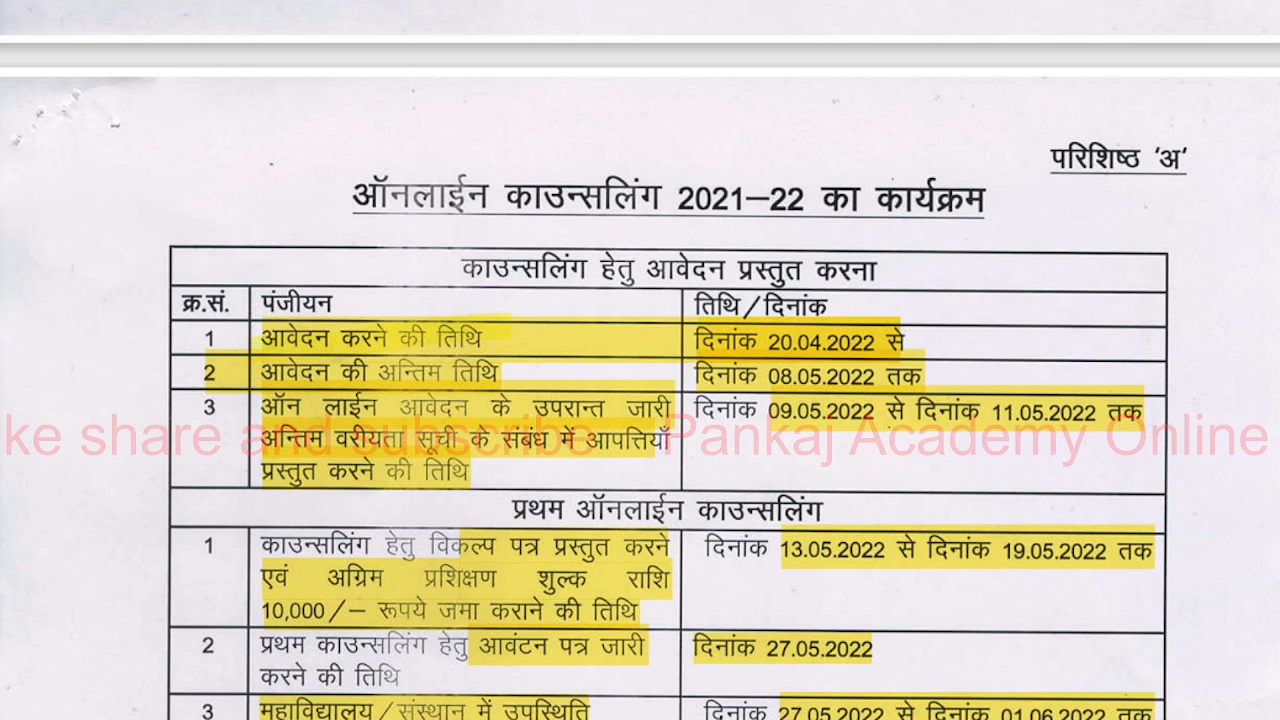 परिशिष्ठ ‘अ’
ऑनलाईन काउन्सलिंग 2021–22 का कार्यक्रम
काउन्सलिंग हेतु आवेदन प्रस्तुत करना
क्र.सं. पंजीयन तिथि/दिनांक
1 आवेदन करने की तिथि दिनांक 20.04.2022 से
2 आवेदन की अन्तिम तिथि दिनांक 08.05.2022 तक
3 ऑन लाईन आवेदन के उपरान्त जारी दिनांक 09.05.2022 से दिनांक 11.05.2022 तक
अन्तिम वरीयता सूची के संबंध में आपत्तियाँ
प्रस्तुत करने की तिथि
ke share and subscribe Pankaj Academy Online
प्रथम ऑनलाईन काउन्सलिंग
1 काउन्सलिंग हेतु विकल्प पत्र प्रस्तुत करने दिनांक 13.05.2022 से दिनांक 19.05.2022 तक
एवं अग्रिम प्रशिक्षण शुल्क राशि
10,000/– रूपये जमा कराने की तिथि
2 प्रथम काउन्सलिंग हेतु आवंटन पत्र जारी दिनांक 27.05.2022
करने की तिथि
3 महाविद्यालय/संस्थान में उपस्थिति दिनांक 27.05.2022 से दिनांक 01.06.2022 तक